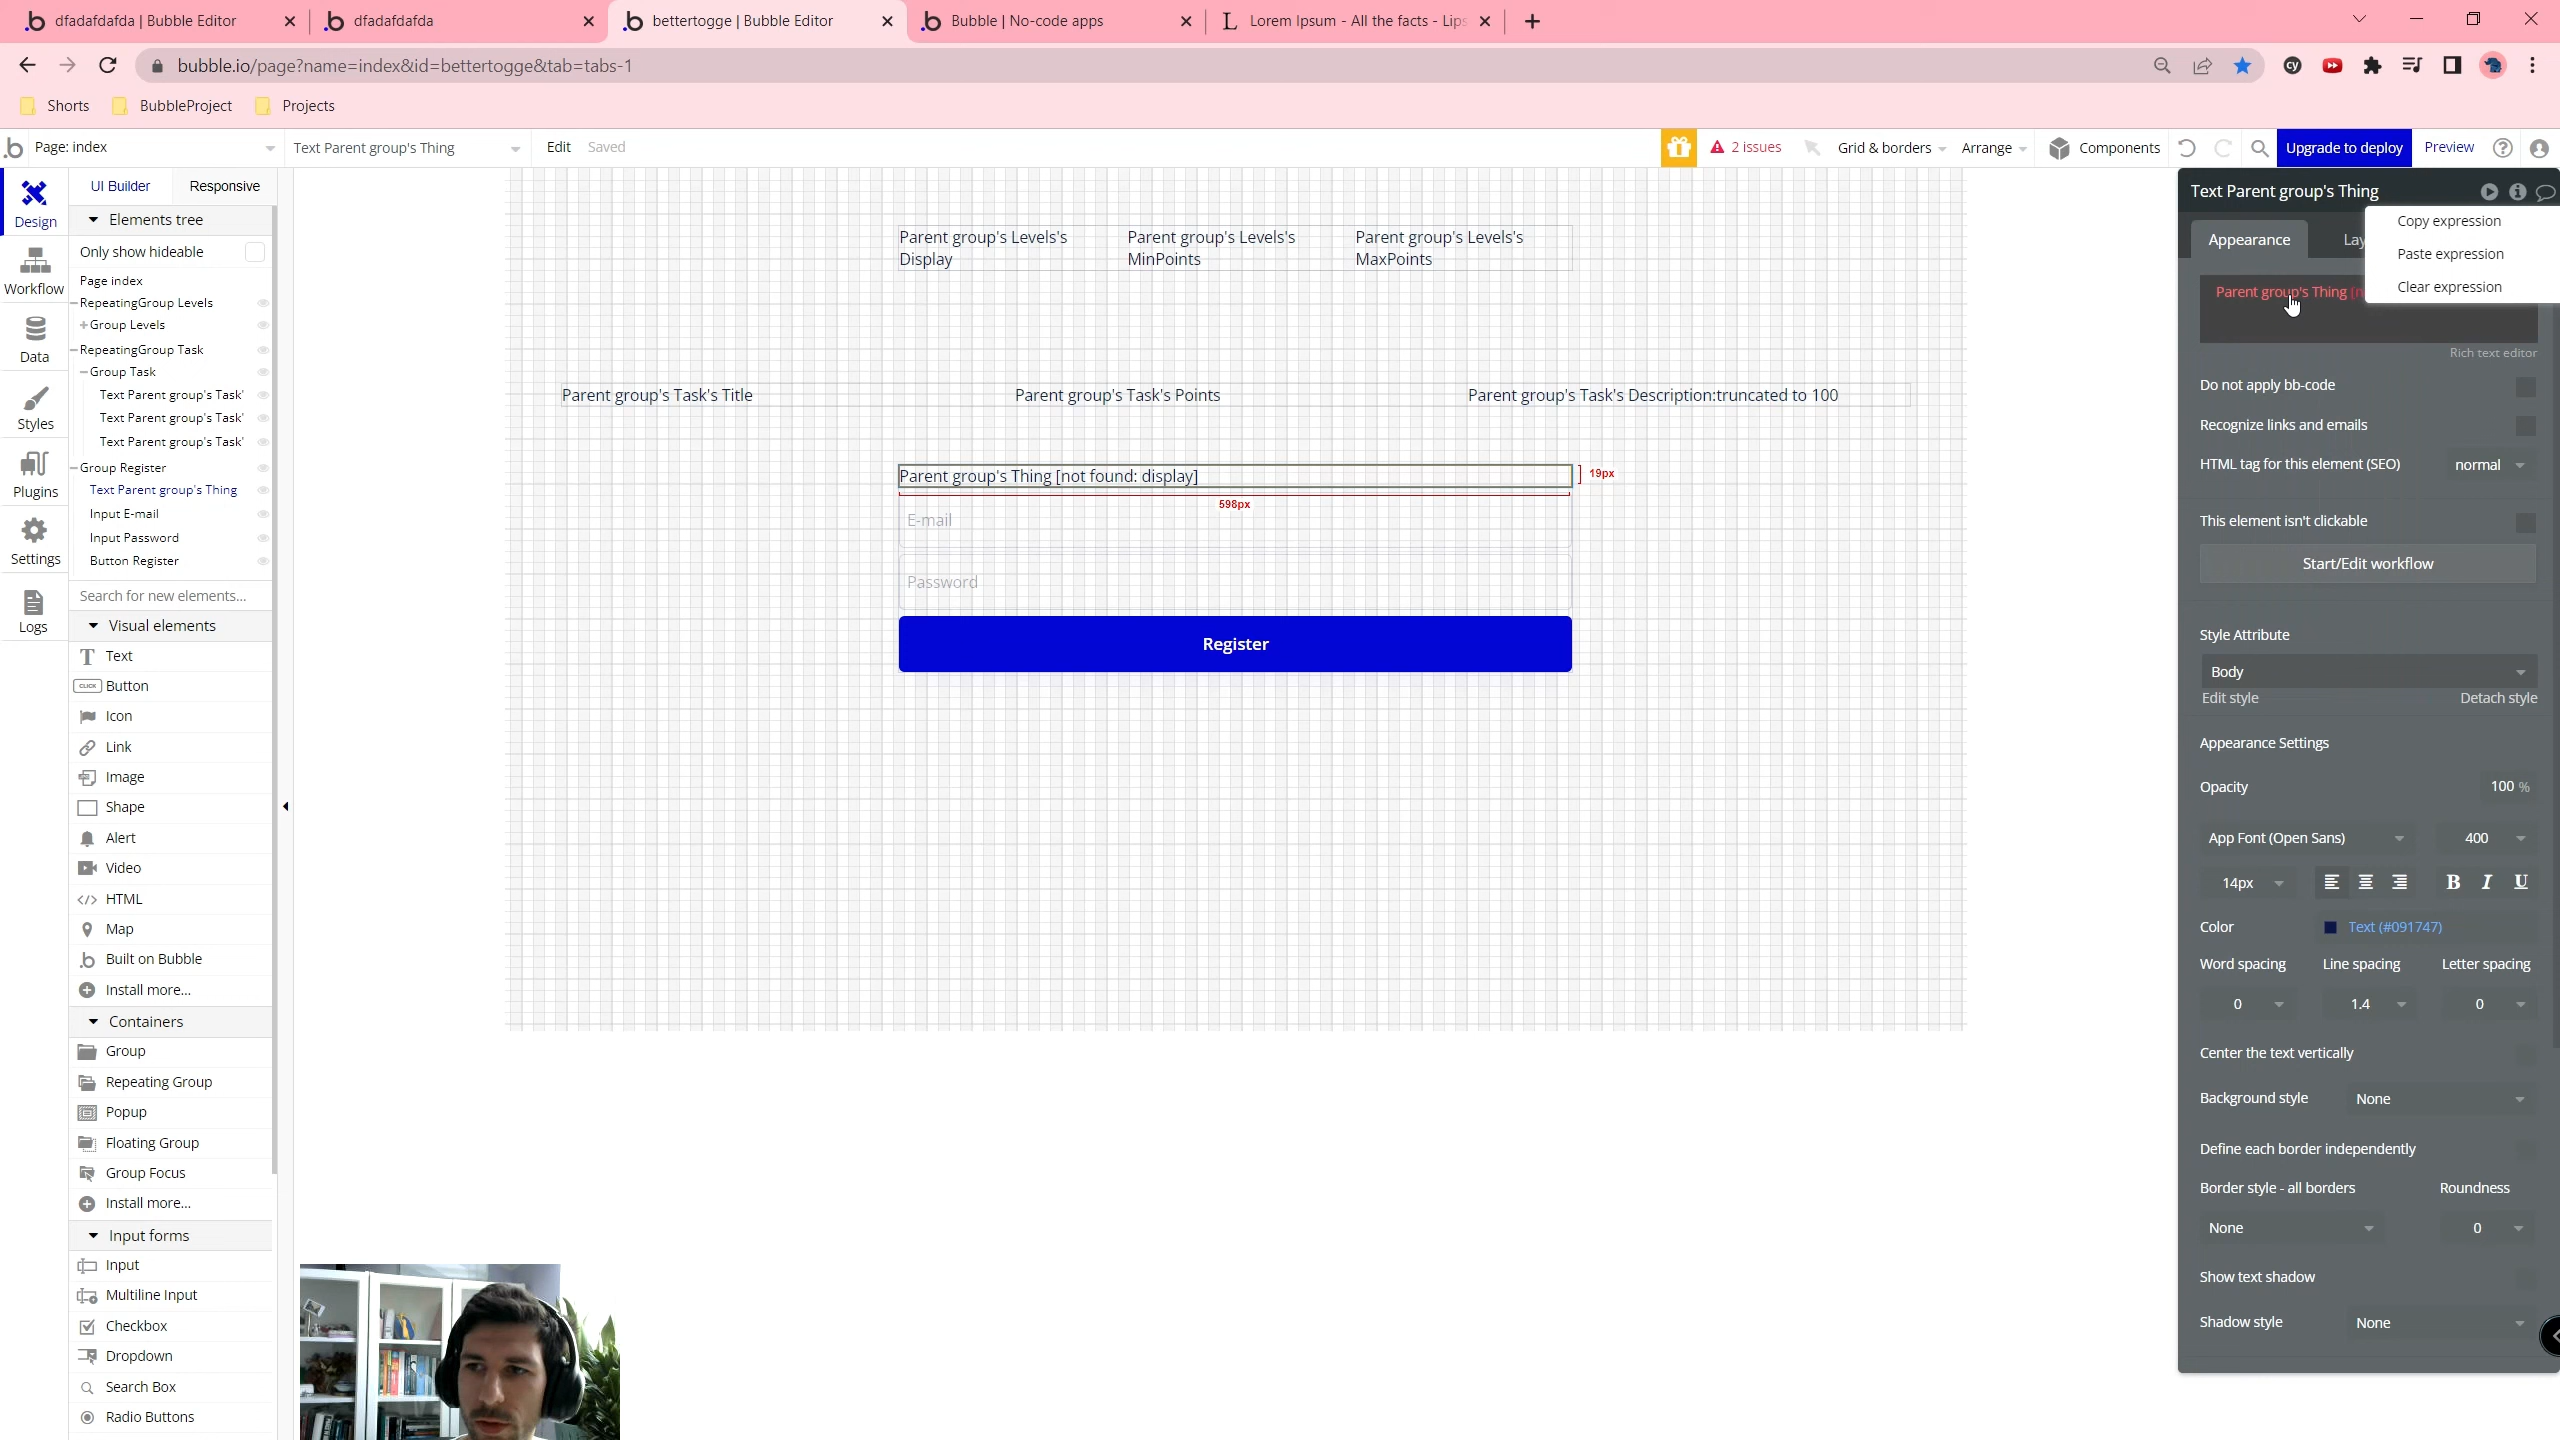 dfadafdafda | Bubble Editor
dfadafdafda
bettertogge | Bubble Editor
Bubble | No-code apps
Lorem Ipsum - All the facts - Lips
bubble.io/page?name=index&id=bettertogge&tab=tabs-1
Shorts
BubbleProject
Projects
Page: index
Text Parent group's Thing
Edit
Saved
2 issues
Grid & borders
Arrange
Components
Upgrade to deploy
Preview
Design
Workflow
Data
Styles
Plugins
Settings
Logs
UI Builder
Responsive
Elements tree
Only show hideable
Page index
RepeatingGroup Levels
Group Levels
RepeatingGroup Task
Group Task
Text Parent group's Task'
Text Parent group's Task'
Text Parent group's Task'
Group Register
Text Parent group's Thing
Input E-mail
Input Password
Button Register
Search for new elements...
Visual elements
Text
CLICK
Button
Icon
Link
Image
Shape
Alert
Video
HTML
Map
Built on Bubble
Install more...
Containers
Group
Repeating Group
Popup
Floating Group
Group Focus
Install more...
Input forms
Input
Multiline Input
Checkbox
Dropdown
Search Box
Radio Buttons
Parent group's Levels's
Display
Parent group's Levels's
MinPoints
Parent group's Levels's
MaxPoints
Parent group's Task's Title
Parent group's Task's Points
Parent group's Task's Description:truncated to 100
Parent group's Thing [not found: display]
19px
598px
E-mail
Password
Register
Text Parent group's Thing
Appearance
Lay
Copy expression
Paste expression
Clear expression
Parent group's Thing
Rich text editor
Do not apply bb-code
Recognize links and emails
HTML tag for this element (SEO)
normal
This element isn't clickable
Start/Edit workflow
Style Attribute
Body
Edit style
Detach style
Appearance Settings
Opacity
100 %
App Font (Open Sans)
400
14px
B I U
Color
Text (#091747)
Word spacing
Line spacing
Letter spacing
0
1.4
0
Center the text vertically
Background style
None
Define each border independently
Border style - all borders
Roundness
None
0
Show text shadow
Shadow style
None